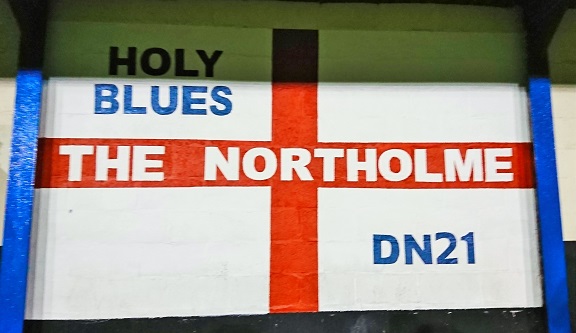 HOLY
BLUES
THE NORTHOLME
DN21